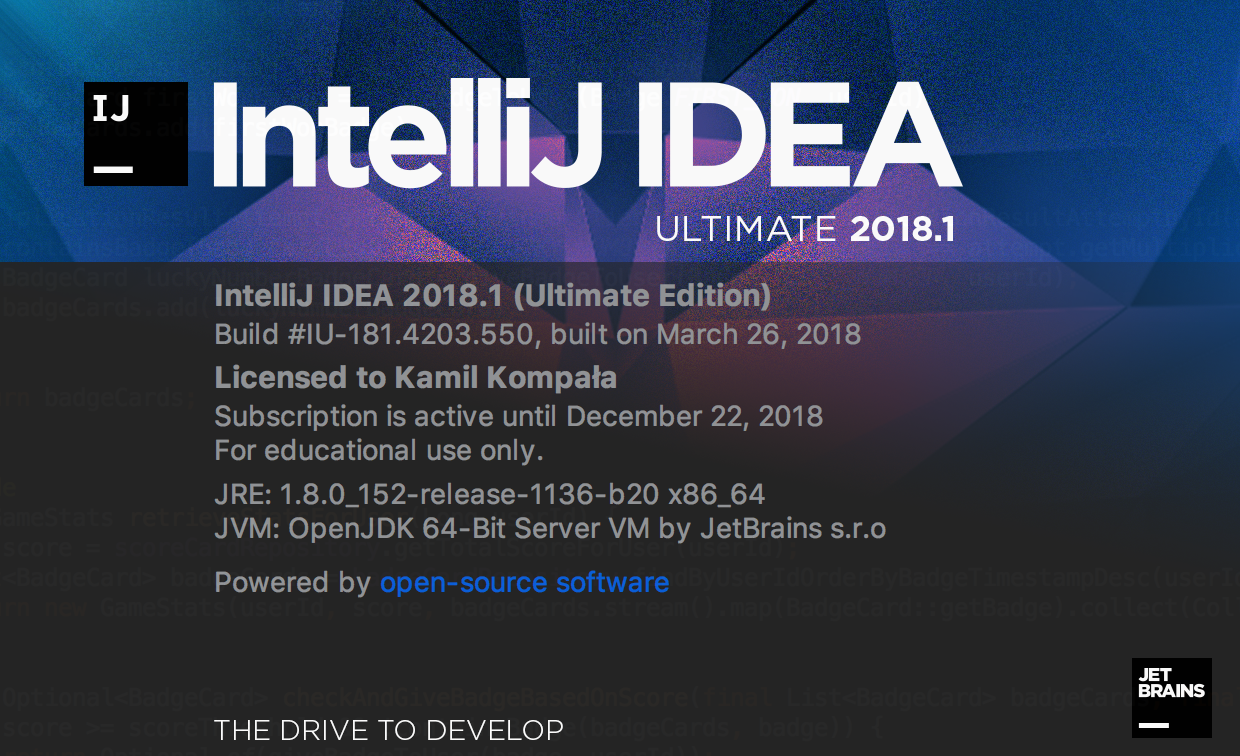 IJ
IntelliJ IDEA
ULTIMATE 2018.1
IntelliJ IDEA 2018.1 (Ultimate Edition)
Build #IU-181.4203.550, built on March 26, 2018
Licensed to Kamil Kompała
Subscription is active until December 22, 2018
For educational use only.
JRE: 1.8.0_152-release-1136-b20 x86_64
JVM: OpenJDK 64-Bit Server VM by JetBrains s.r.o
Powered by open-source software
THE DRIVE TO DEVELOP
JET
BRAINS